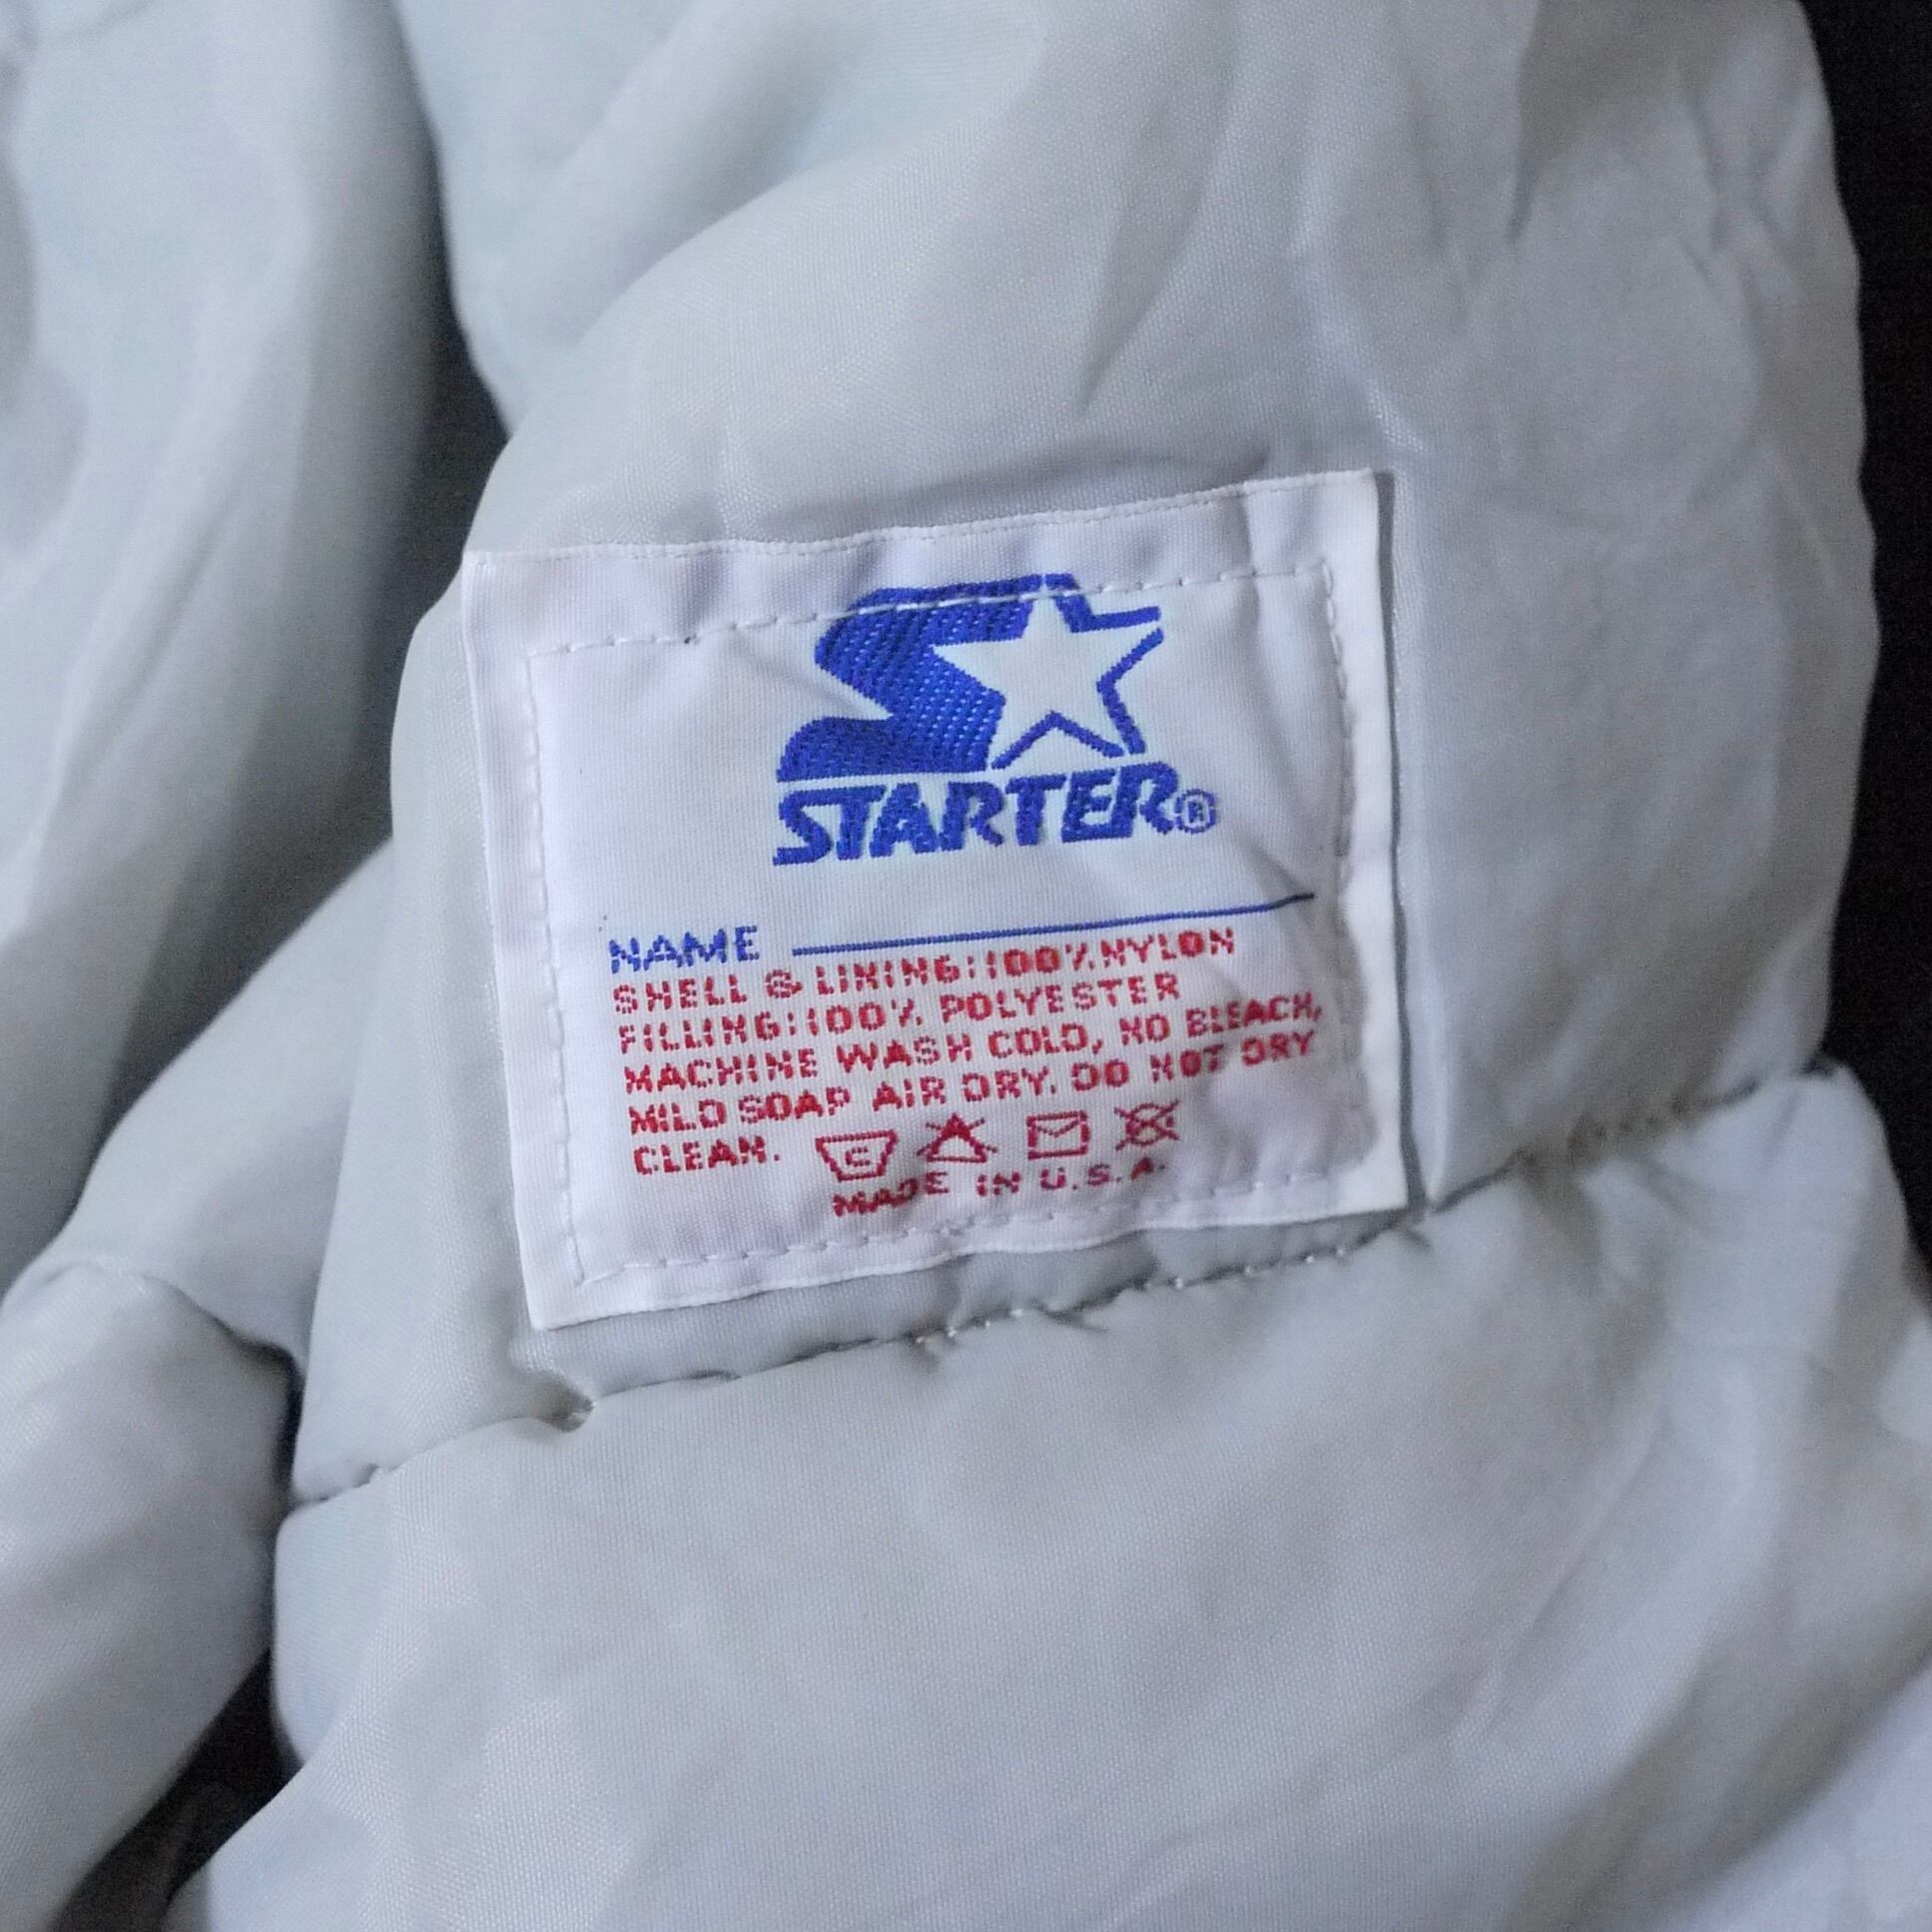 STARTER®
NAME
SHELL & LINING:100% NYLON
FILLING:100% POLYESTER
MACHINE WASH COLD, NO BLEACH,
MILD SOAP AIR DRY. DO NOT DRY
CLEAN.
C
MADE IN U.S.A.